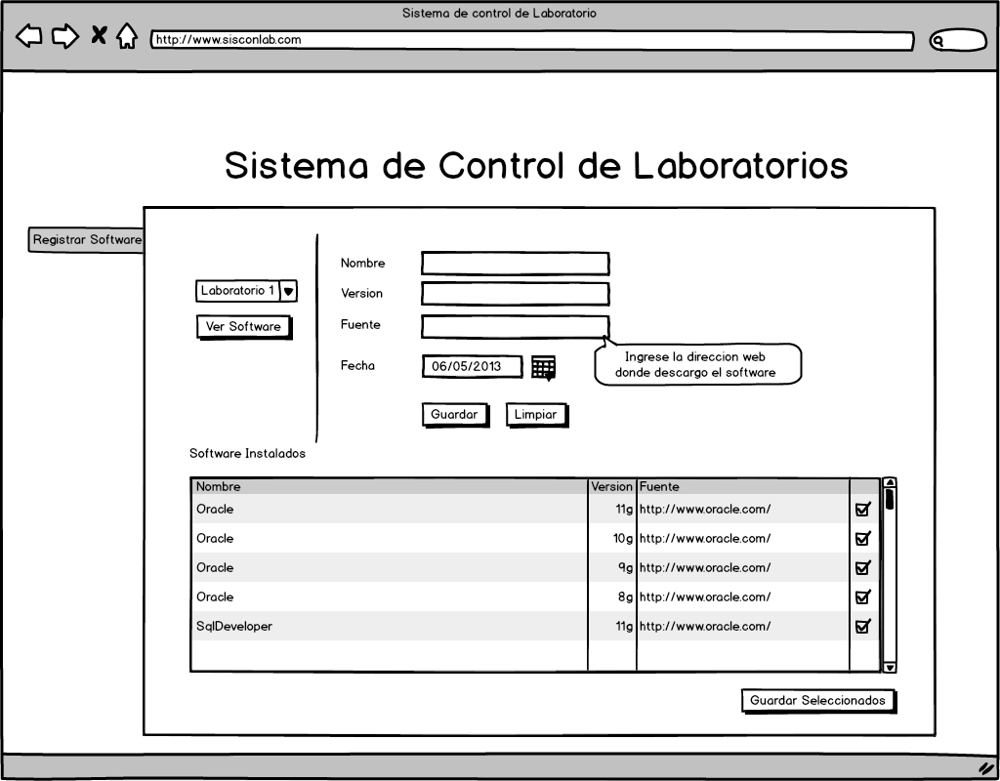 Sistema de control de Laboratorio
http://www.sisconlab.com
Sistema de Control de Laboratorios
Registrar Software
Laboratorio 1
Ver Software
Nombre
Version
Fuente
Ingrese la direccion web
donde descargo el software
Fecha 06/05/2013
Guardar Limpiar
Software Instalados
Nombre Version Fuente
Oracle 11g http://www.oracle.com/
Oracle 10g http://www.oracle.com/
Oracle 9g http://www.oracle.com/
Oracle 8g http://www.oracle.com/
SqlDeveloper 11g http://www.oracle.com/
Guardar Seleccionados